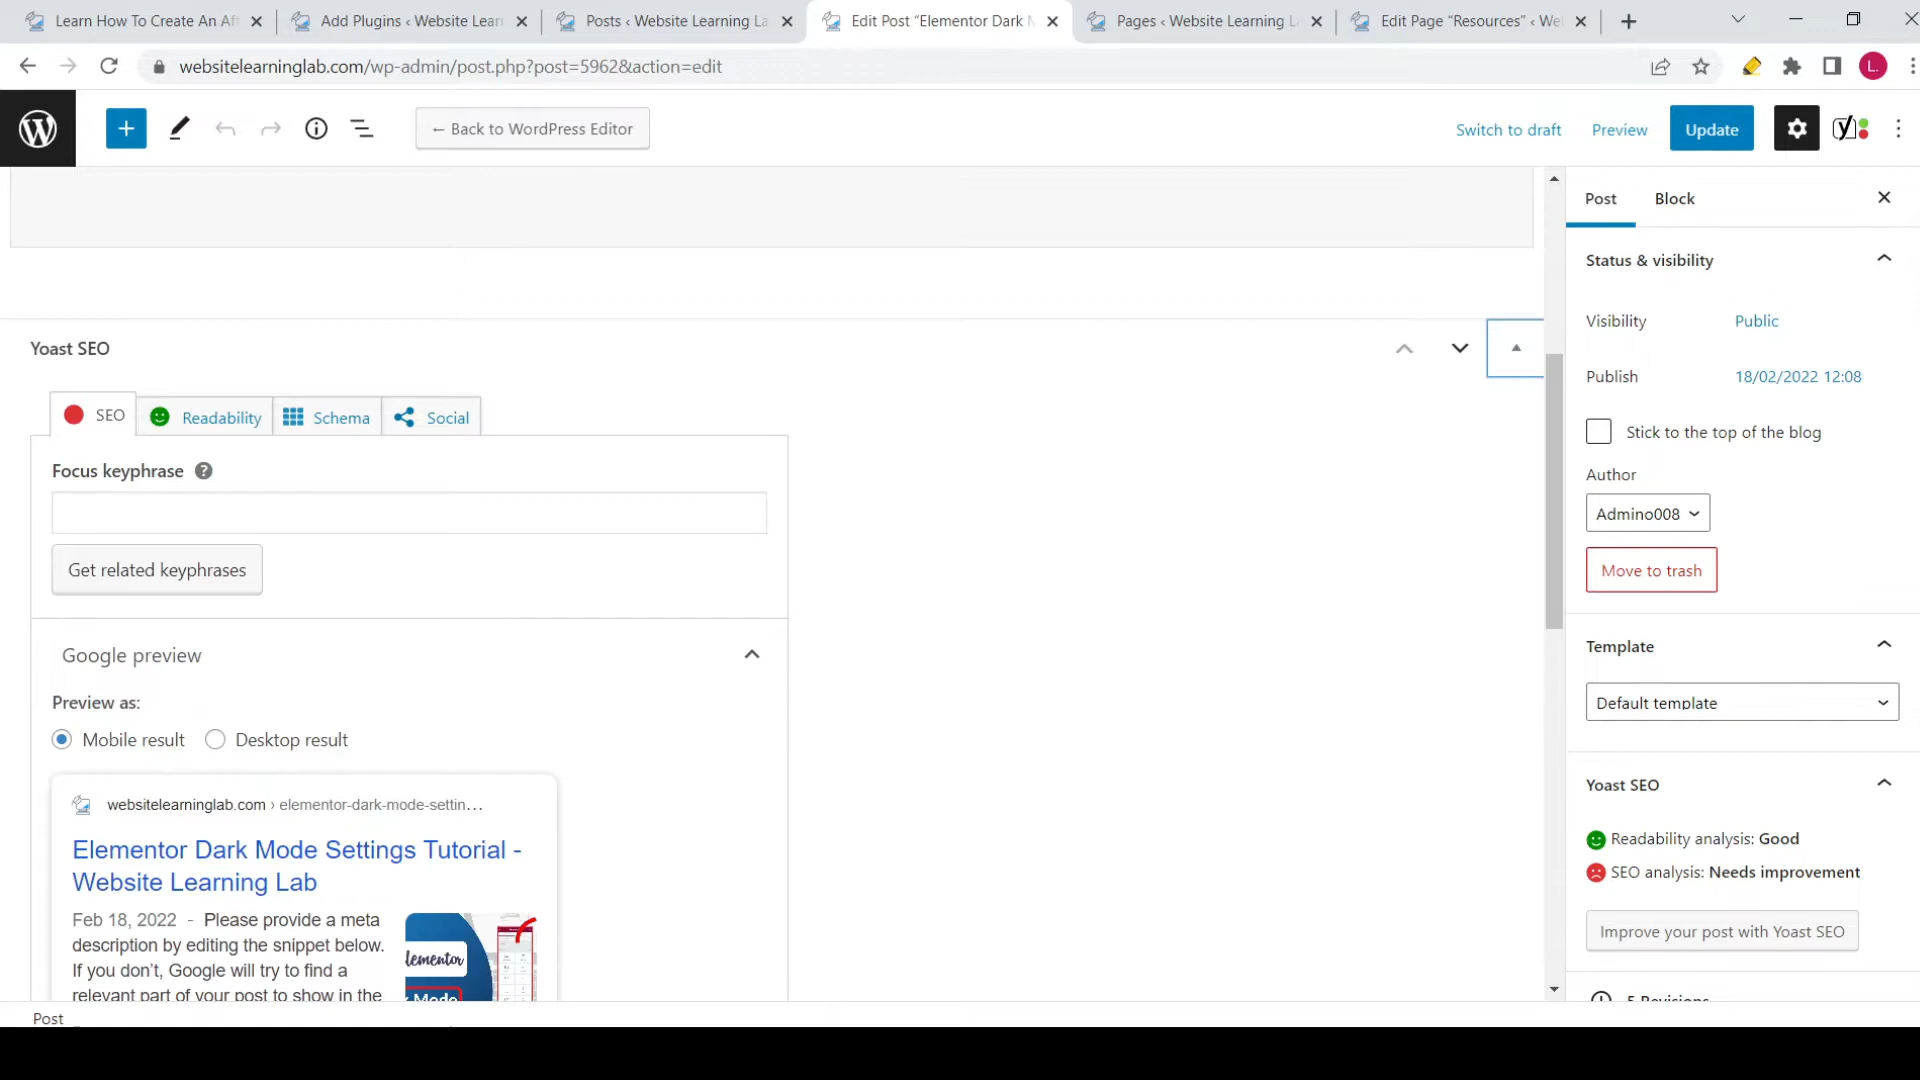 Learn How To Create An Aff
Add Plugins ‹ Website Learn
Posts ‹ Website Learning La
Edit Post “Elementor Dark M
Pages ‹ Website Learning L
Edit Page “Resources” ‹ We
websitelearninglab.com/wp-admin/post.php?post=5962&action=edit
L.
← Back to WordPress Editor
Switch to draft
Preview
Update
Post
Block
Status & visibility
Visibility
Public
Publish
18/02/2022 12:08
Stick to the top of the blog
Author
Admino008
Move to trash
Template
Default template
Yoast SEO
Readability analysis: Good
SEO analysis: Needs improvement
Improve your post with Yoast SEO
5 Revisions
Yoast SEO
SEO
Readability
Schema
Social
Focus keyphrase
Get related keyphrases
Google preview
Preview as:
Mobile result
Desktop result
websitelearninglab.com › elementor-dark-mode-settin…
Elementor Dark Mode Settings Tutorial -
Website Learning Lab
Feb 18, 2022 - Please provide a meta
description by editing the snippet below.
If you don’t, Google will try to find a
relevant part of your post to show in the
lementor
Mode
Post